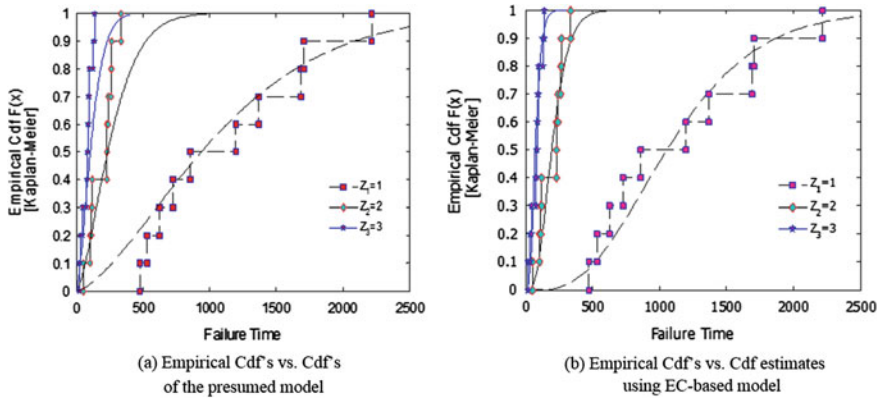 1
0.9
0.8
0.7
0.6
0.5
0.4
0.3
0.2
0.1
0
Empirical Cdf F(x)
[Kaplan-Meier]
Z1=1
Z2=2
Z3=3
0 500 1000 1500 2000 2500
Failure Time
(a) Empirical Cdf's vs. Cdf's
of the presumed model
1
0.9
0.8
0.7
0.6
0.5
0.4
0.3
0.2
0.1
0
Empirical Cdf F(x)
[Kaplan-Meier]
Z1=1
Z2=2
Z3=3
0 500 1000 1500 2000 2500
Failure Time
(b) Empirical Cdf's vs. Cdf estimates
using EC-based model